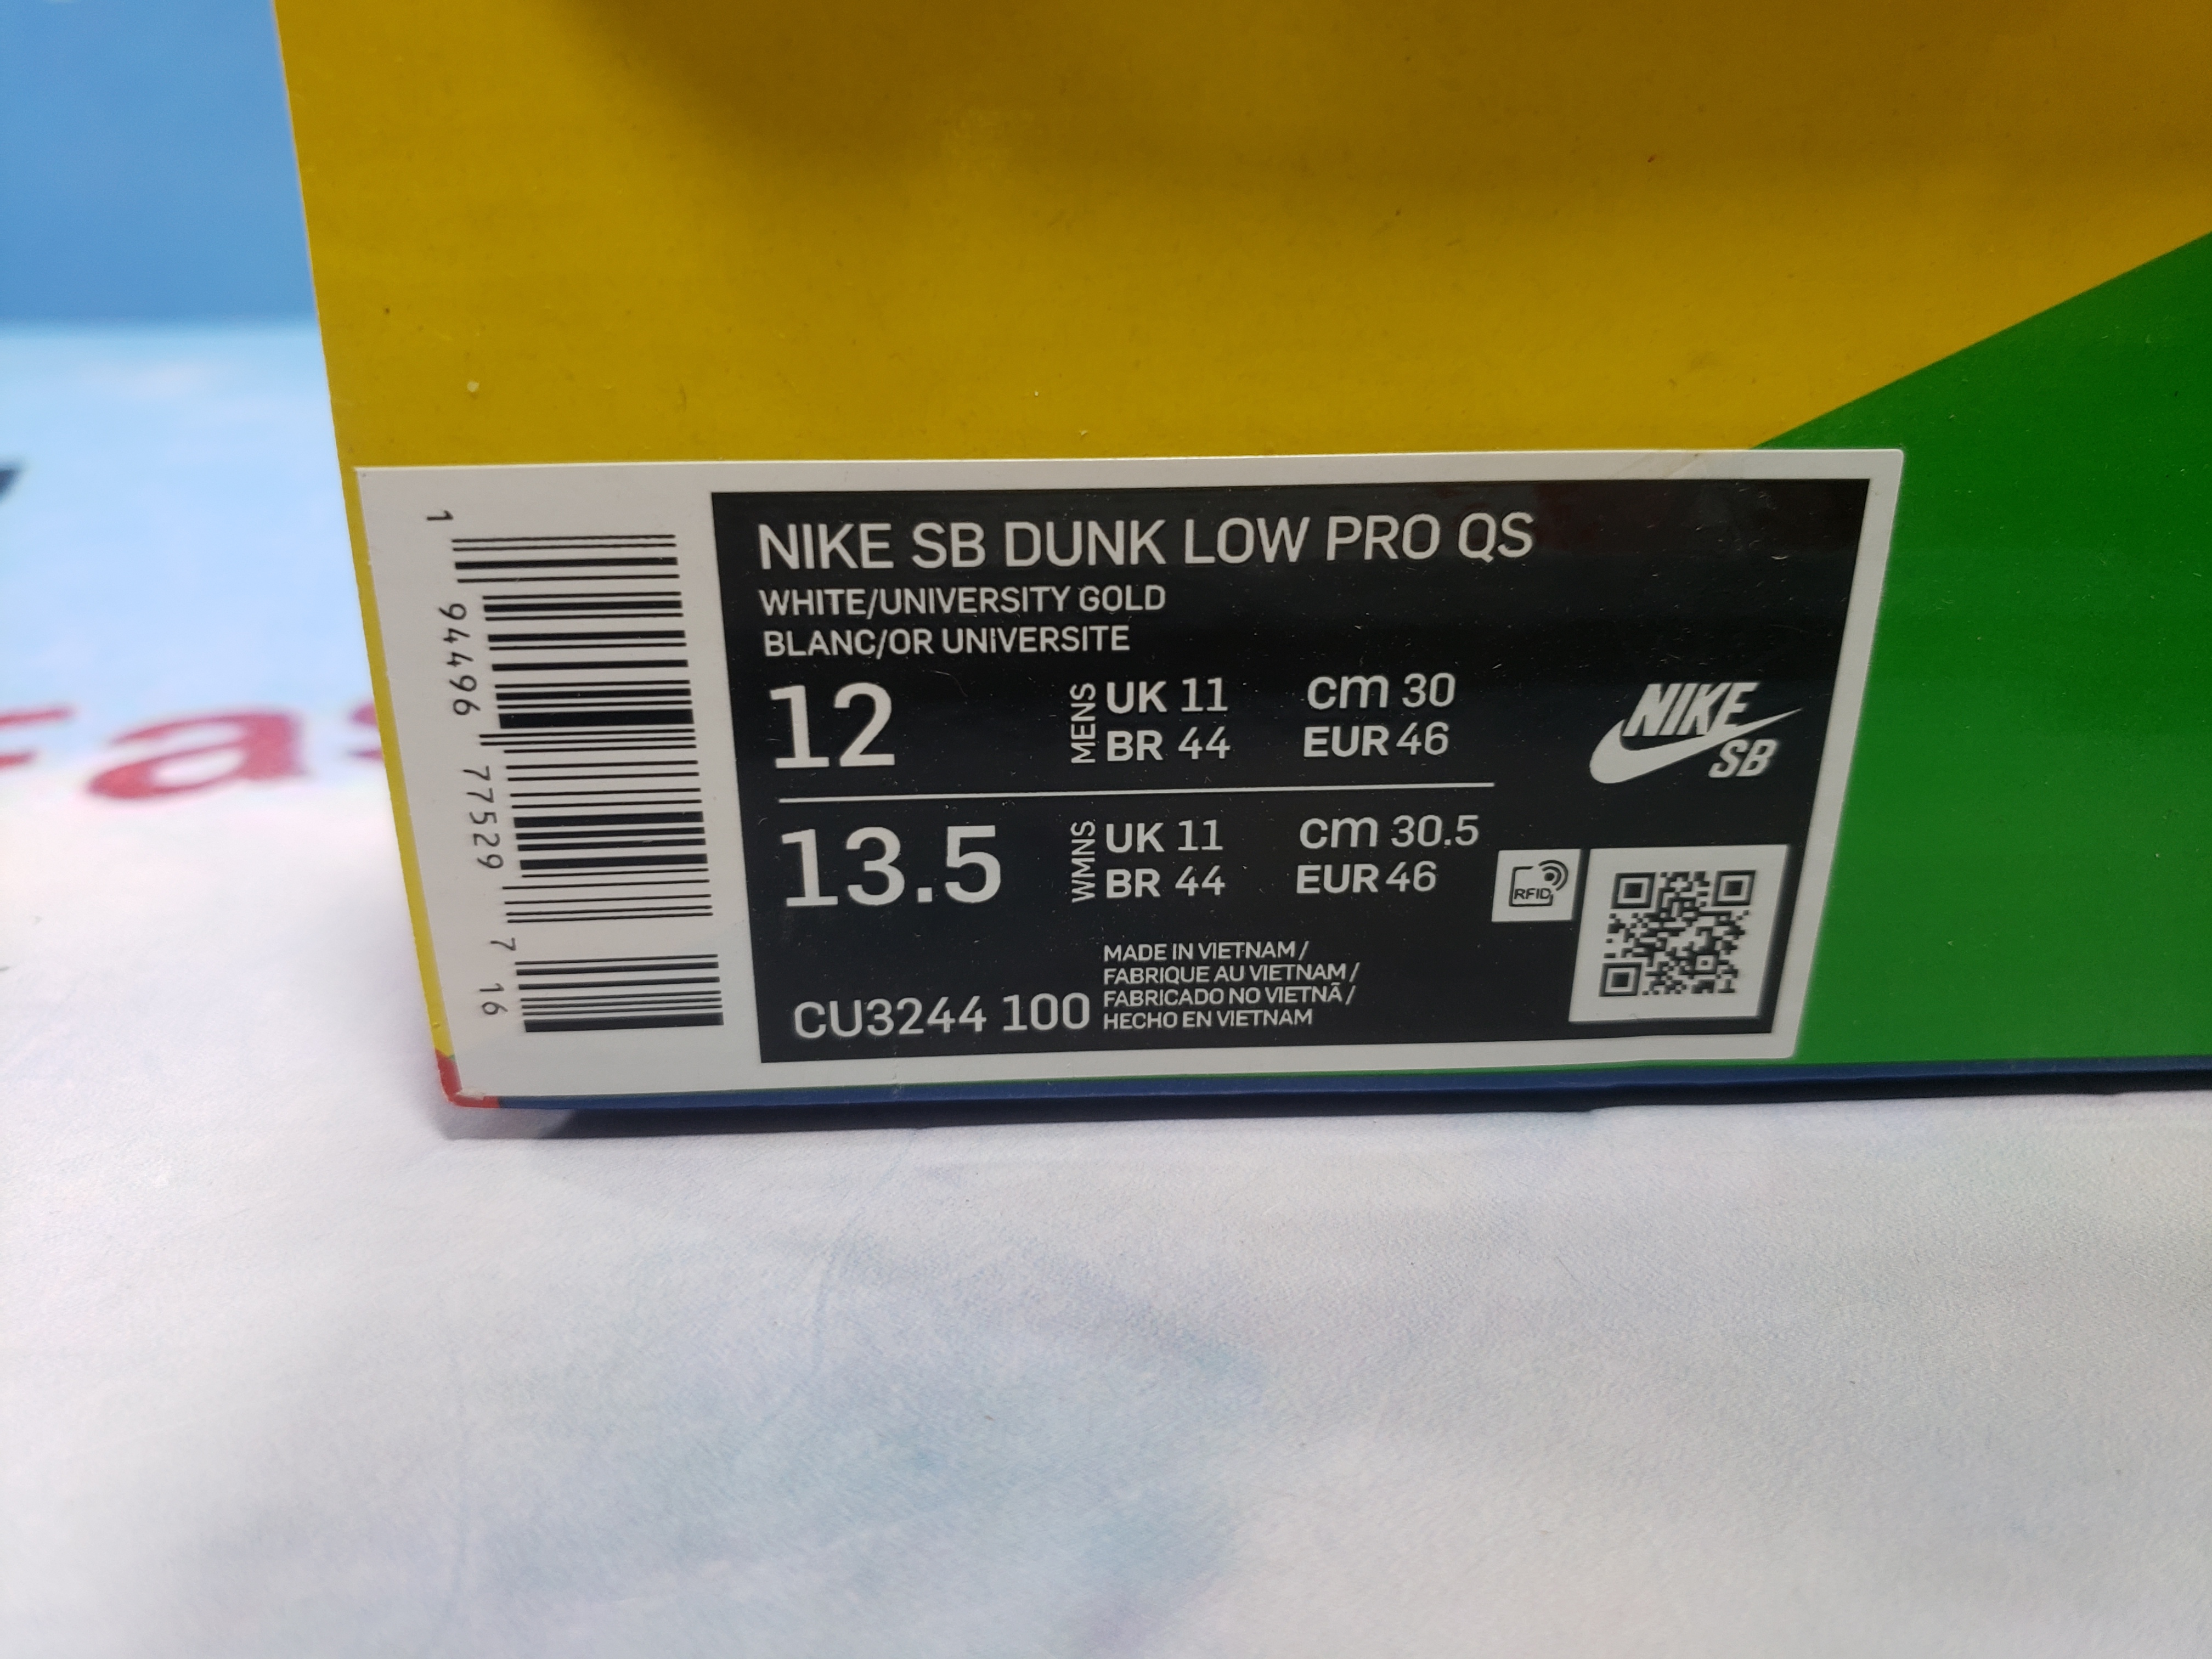 1 94496 77529 7 16
NIKE SB DUNK LOW PRO QS
WHITE/UNIVERSITY GOLD
BLANC/OR UNIVERSITE
12 MENS UK 11 cm 30
BR 44 EUR 46
13.5 WMNS UK 11 cm 30.5
BR 44 EUR 46
NIKE
SB
RFID
CU3244 100
MADE IN VIETNAM /
FABRIQUE AU VIETNAM /
FABRICADO NO VIETNÃ /
HECHO EN VIETNAM